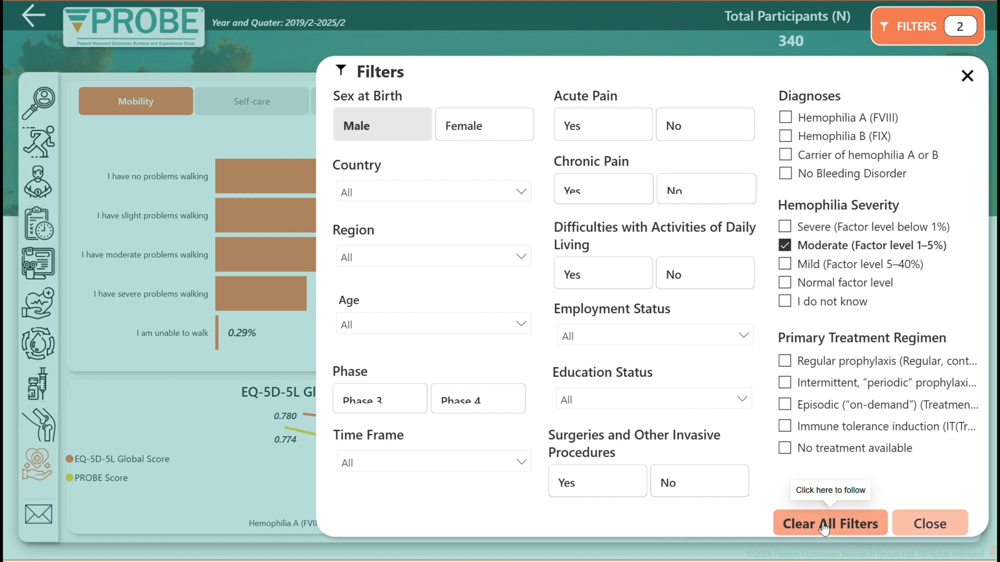 PROBE
Patient Reported Outcomes Burdens and Experiences Study
Year and Quater: 2019/2-2025/2
Total Participants (N)
340
FILTERS 2
Mobility
Self-care
I have no problems walking
I have slight problems walking
I have moderate problems walking
I have severe problems walking
I am unable to walk
0.29%
EQ-5D-5L Gl
0.780
0.774
EQ-5D-5L Global Score
PROBE Score
Hemophilia A (FVII
Filters
Sex at Birth
Male
Female
Country
All
Region
All
Age
All
Phase
Phase 3
Phase 4
Time Frame
All
Acute Pain
Yes
No
Chronic Pain
Yes
No
Difficulties with Activities of Daily
Living
Yes
No
Employment Status
All
Education Status
All
Surgeries and Other Invasive
Procedures
Yes
No
Diagnoses
Hemophilia A (FVIII)
Hemophilia B (FIX)
Carrier of hemophilia A or B
No Bleeding Disorder
Hemophilia Severity
Severe (Factor level below 1%)
Moderate (Factor level 1–5%)
Mild (Factor level 5–40%)
Normal factor level
I do not know
Primary Treatment Regimen
Regular prophylaxis (Regular, cont...
Intermittent, “periodic” prophylaxi...
Episodic (“on-demand”) (Treatmen...
Immune tolerance induction (IT(Tr...
No treatment available
Click here to follow
Clear All Filters
Close
©2026 Patient Outcomes Research Group Ltd. All rights reserved.